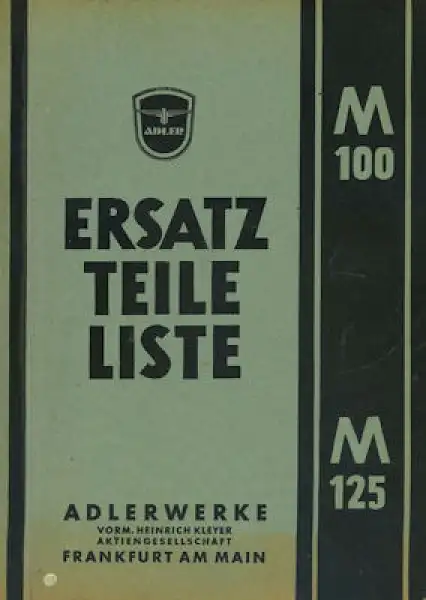 ADLER
ERSATZ
TEILE
LISTE
ADLERWERKE
VORM. HEINRICH KLEYER
AKTIENGESELLSCHAFT
FRANKFURT AM MAIN
M
100
M
125